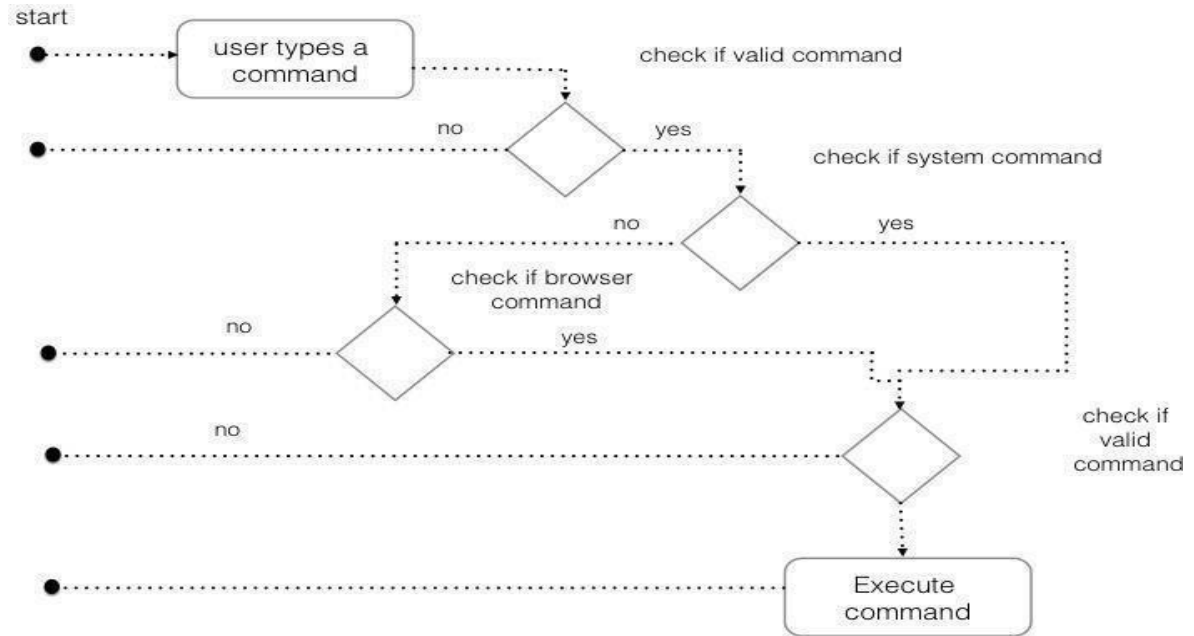 start
user types a
command
check if valid command
no
yes
check if system command
no
yes
check if browser
command
no
yes
check if
valid
command
no
Execute
command